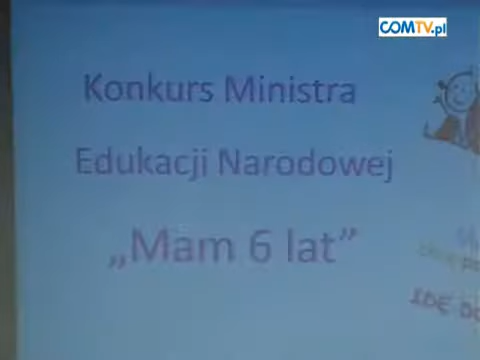 COMTV.pl
Konkurs Ministra
Edukacji Narodowej
„Mam 6 lat”